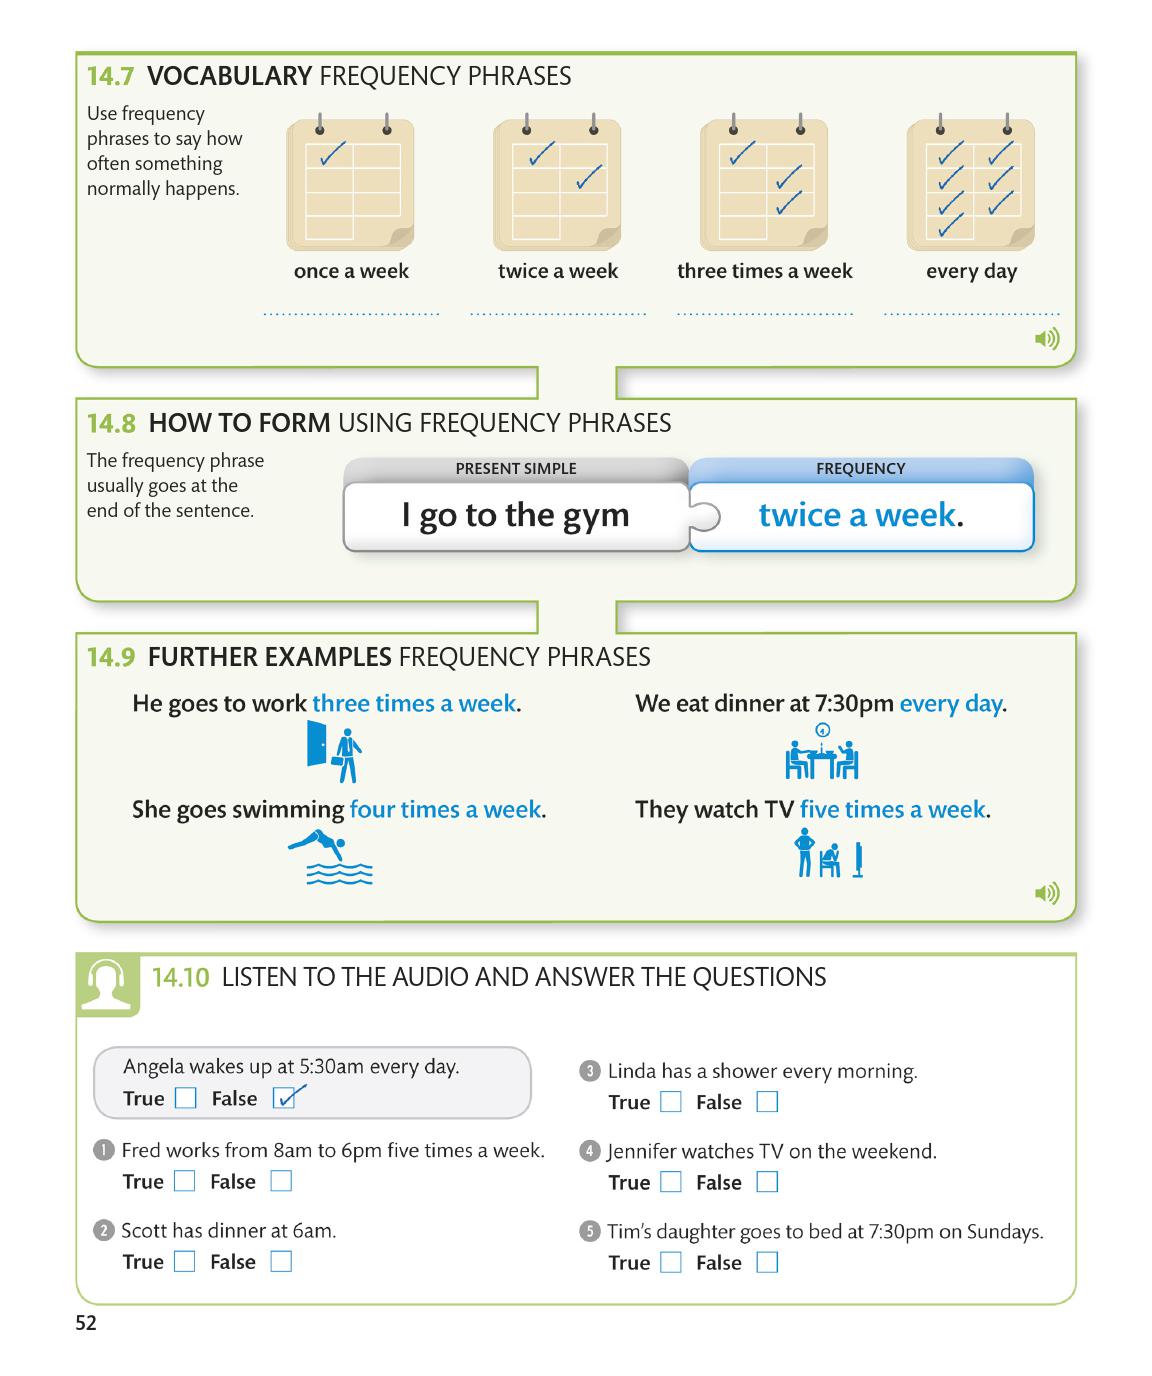 14.7 VOCABULARY FREQUENCY PHRASES
Use frequency
phrases to say how
often something
normally happens.
once a week
twice a week
three times a week
every day
14.8 HOW TO FORM USING FREQUENCY PHRASES
The frequency phrase
usually goes at the
end of the sentence.
PRESENT SIMPLE
FREQUENCY
I go to the gym
twice a week.
14.9 FURTHER EXAMPLES FREQUENCY PHRASES
He goes to work three times a week.
We eat dinner at 7:30pm every day.
She goes swimming four times a week.
They watch TV five times a week.
14.10 LISTEN TO THE AUDIO AND ANSWER THE QUESTIONS
Angela wakes up at 5:30am every day.
True False
1 Fred works from 8am to 6pm five times a week.
True False
2 Scott has dinner at 6am.
True False
3 Linda has a shower every morning.
True False
4 Jennifer watches TV on the weekend.
True False
5 Tim's daughter goes to bed at 7:30pm on Sundays.
True False
52